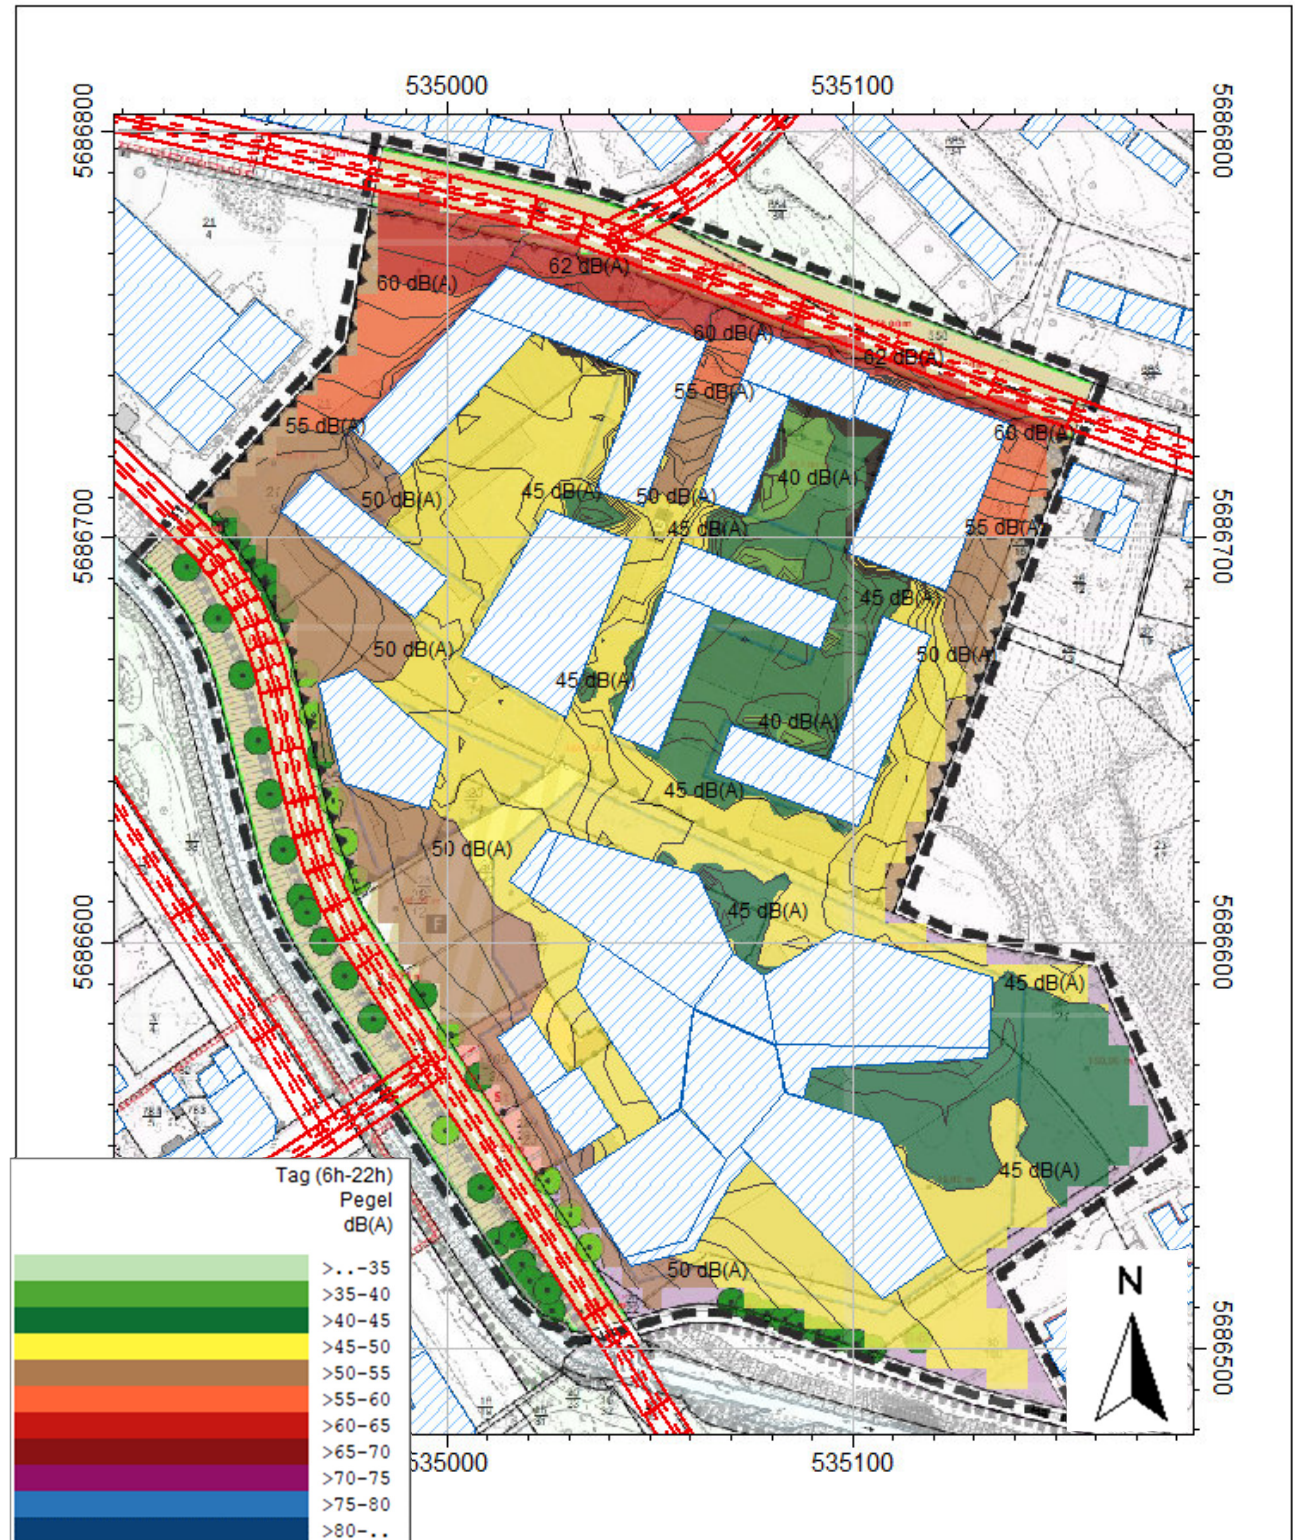 535000 535100
5686800 5686800
62 dB(A)
60 dB(A)
60 dB(A)
62 dB(A)
55 dB(A)
55 dB(A)
60 dB(A)
40 dB(A)
50 dB(A)
45 dB(A)
50 dB(A)
5686700
45 dB(A)
55 dB(A)
5686700
45 dB(A)
50 dB(A)
50 dB(A)
45 dB(A)
40 dB(A)
45 dB(A)
50 dB(A)
45 dB(A)
F
5686600 5686600
45 dB(A)
45 dB(A)
50 dB(A)
N
5686500
Tag (6h-22h)
Pegel
dB(A)
>..-35
>35-40
>40-45
>45-50
>50-55
>55-60
>60-65
>65-70
>70-75
>75-80
>80-..
535000 535100